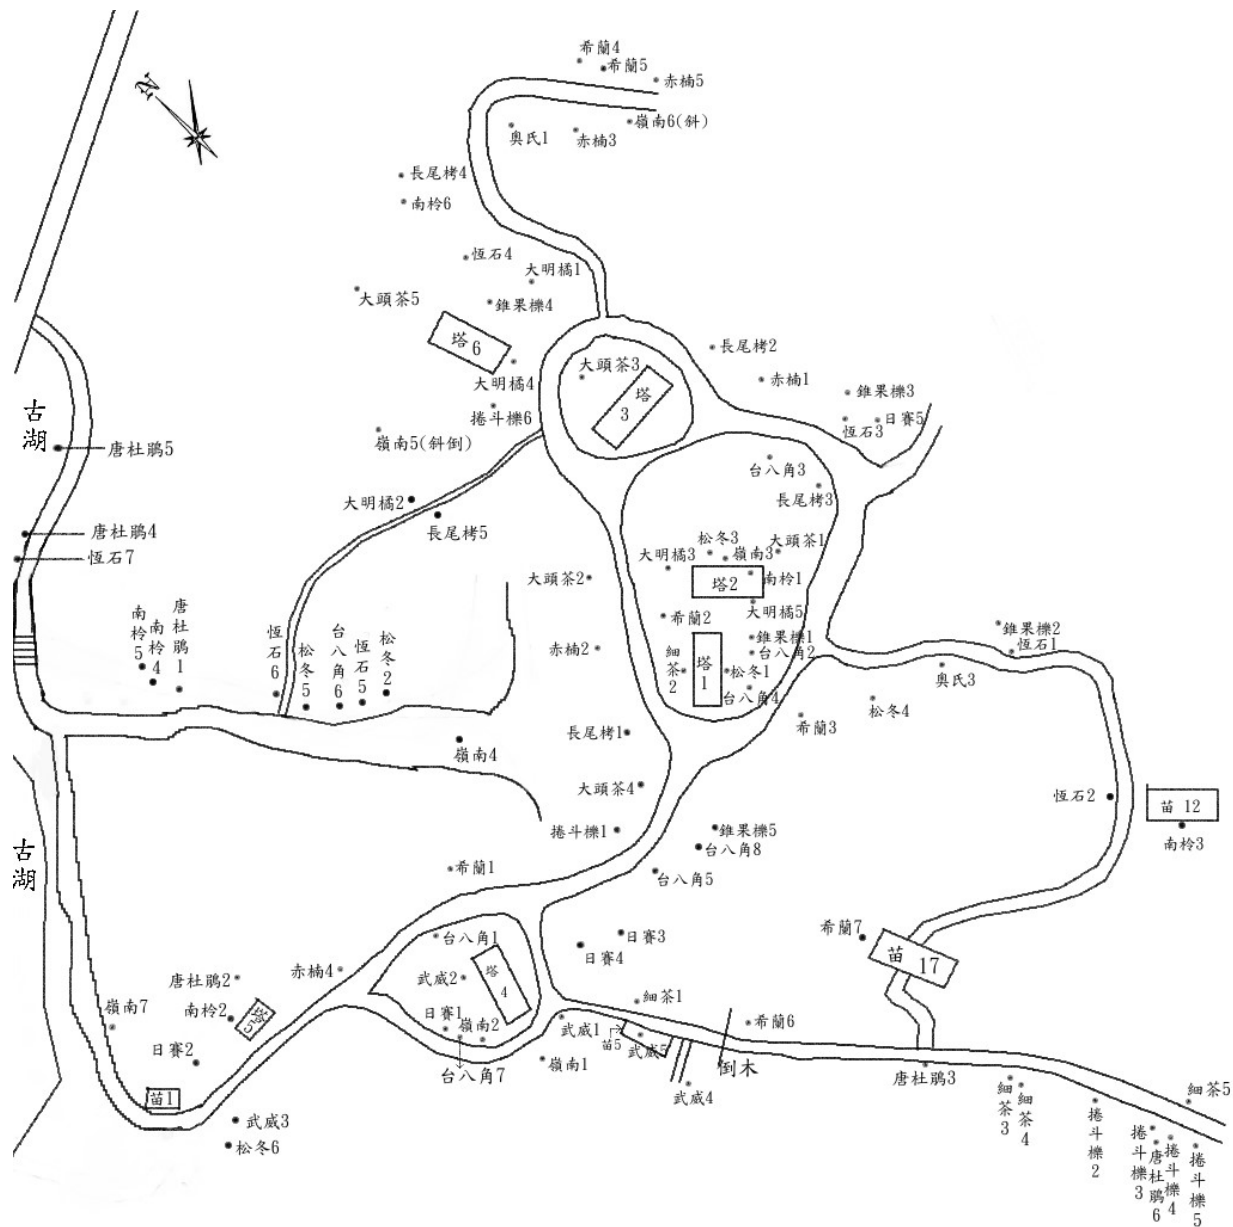 希蘭4
希蘭5
赤楠5
N
嶺南6(斜)
奧氏1
赤楠3
長尾栲4
南柃6
恆石4
大明橘1
大頭茶5
錐果櫟4
塔6
大明橘4
捲斗櫟6
嶺南5(斜倒)
大頭茶3
塔3
長尾栲2
赤楠1
錐果櫟3
恆石3
日賽5
古湖
唐杜鵑5
唐杜鵑4
恆石7
大明橘2
長尾栲5
台八角3
長尾栲3
松冬3
嶺南3
大頭茶1
大明橘3
塔2
南柃1
大明橘5
大頭茶2
希蘭2
錐果櫟1
台八角2
細茶2
塔1
松冬1
台八角4
赤楠2
南柃5
南柃4
唐杜鵑1
恆石6
松冬5
台八角6
恆石5
松冬2
嶺南4
長尾栲1
大頭茶4
捲斗櫟1
錐果櫟2
恆石1
奧氏3
松冬4
希蘭3
恆石2
苗12
南柃3
古湖
錐果櫟5
台八角8
台八角5
希蘭1
台八角1
武威2
塔4
日賽1
嶺南2
台八角7
日賽3
日賽4
希蘭7
苗17
赤楠4
唐杜鵑2
南柃2
塔5
嶺南7
日賽2
苗1
武威3
松冬6
細茶1
武威1
苗5
武威5
嶺南1
武威4
希蘭6
倒木
唐杜鵑3
細茶3
細茶4
捲斗櫟2
細茶5
捲斗櫟3
唐杜鵑6
捲斗櫟4
捲斗櫟5